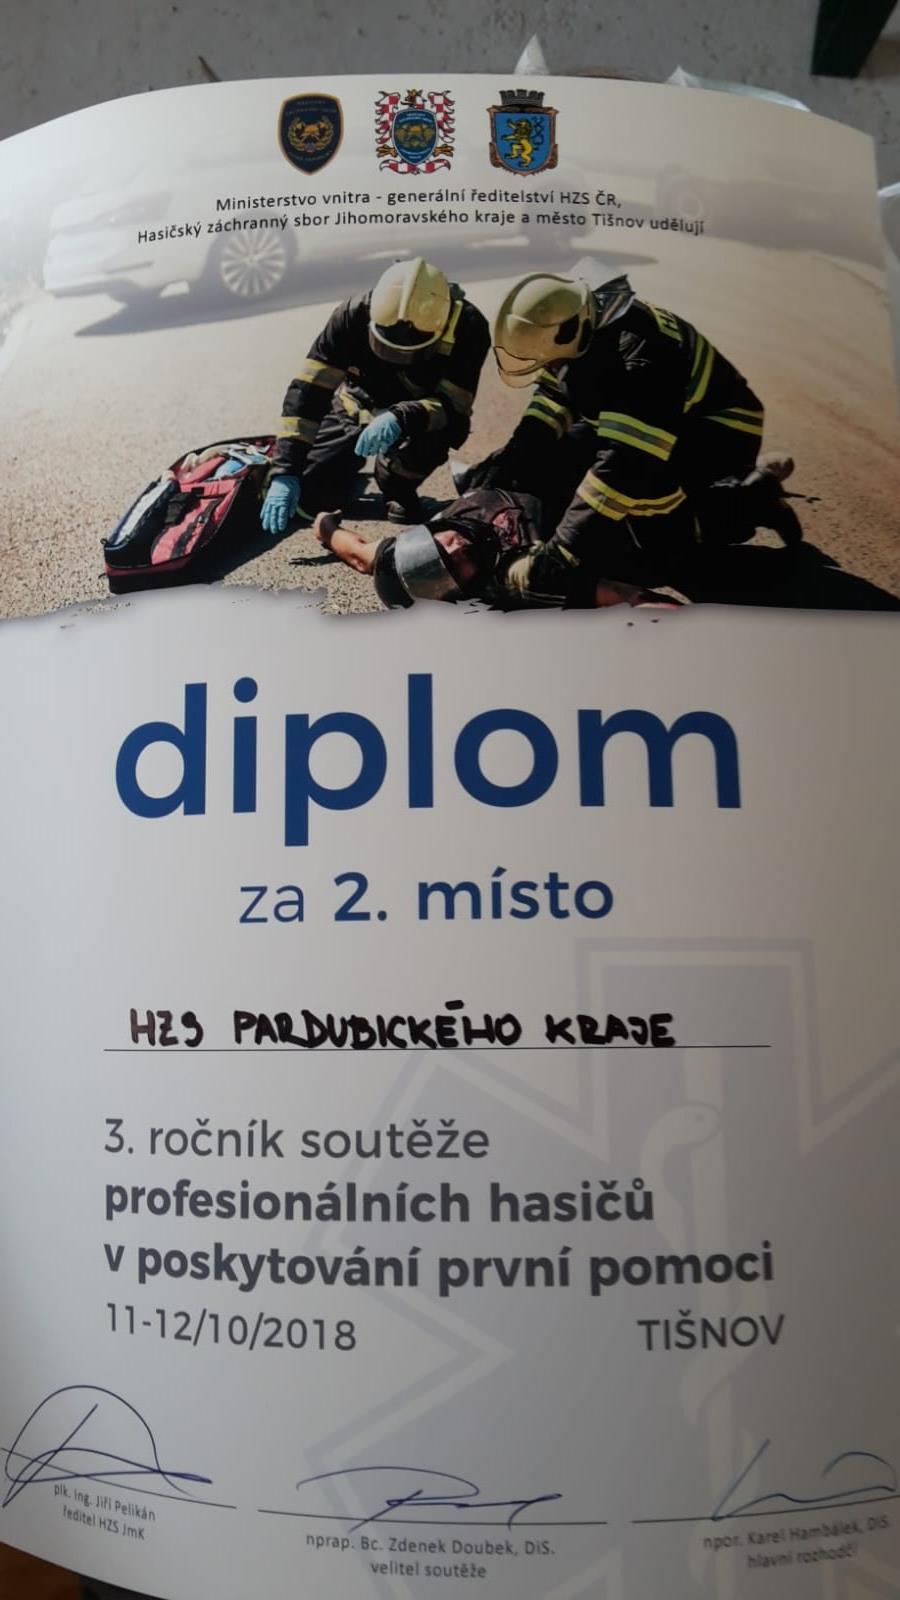 Ministerstvo vnitra - generální ředitelství HZS ČR,
Hasičský záchranný sbor Jihomoravského kraje a město Tišnov udělují
diplom
za 2. místo
HZS PARDUBICKÉHO KRAJE
3. ročník soutěže
profesionálních hasičů
v poskytování první pomoci
11-12/10/2018 TIŠNOV
plk. Ing. Jiří Pelikán
ředitel HZS JmK
nprap. Bc. Zdenek Doubek, DiS.
velitel soutěže
npor. Karel Hambálek, DiS.
hlavní rozhodčí